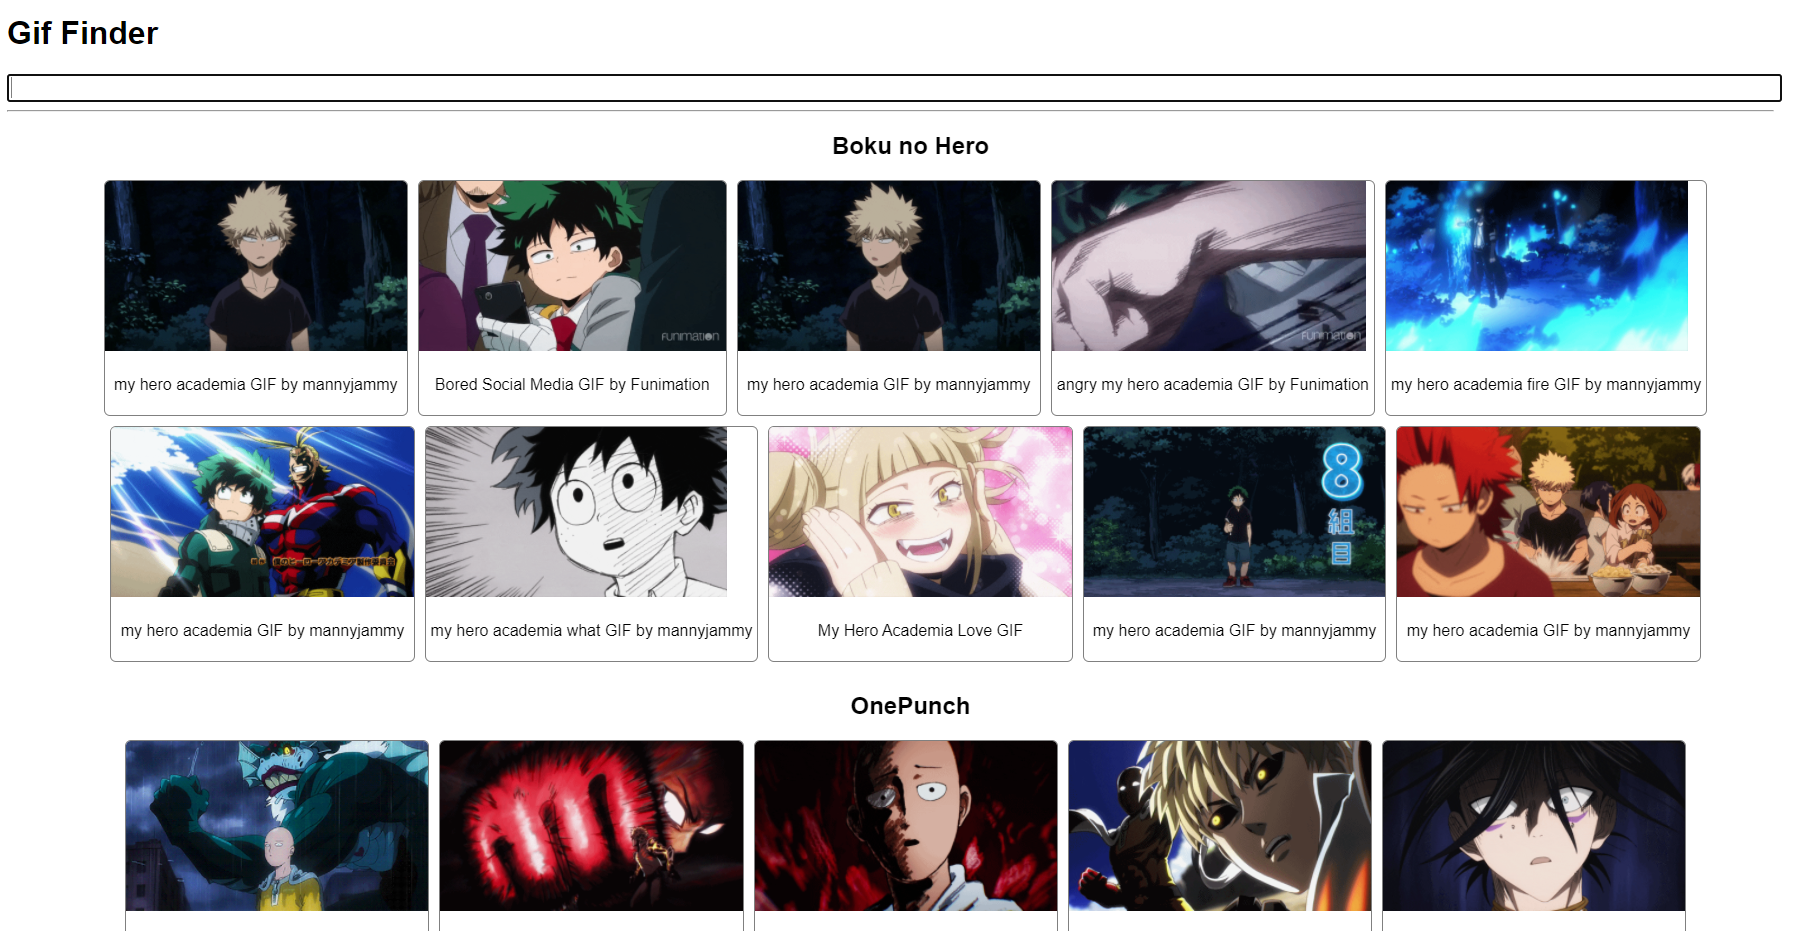 Gif Finder
Boku no Hero
FUNIMATION
FUNIMATION
my hero academia GIF by mannyjammy
Bored Social Media GIF by Funimation
my hero academia GIF by mannyjammy
angry my hero academia GIF by Funimation
my hero academia fire GIF by mannyjammy
8
組
目
my hero academia GIF by mannyjammy
my hero academia what GIF by mannyjammy
My Hero Academia Love GIF
my hero academia GIF by mannyjammy
my hero academia GIF by mannyjammy
OnePunch